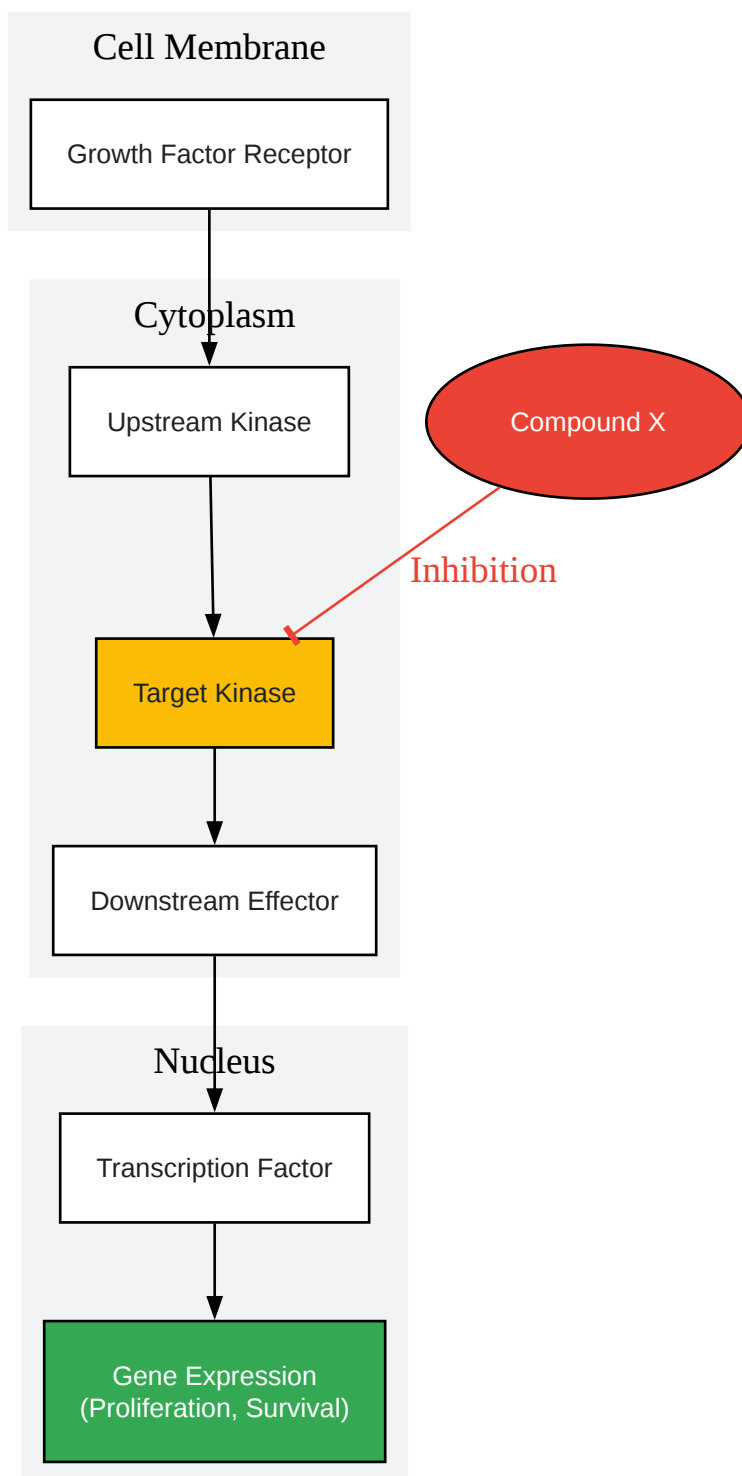 Cell Membrane
Growth Factor Receptor
Cytoplasm
Upstream Kinase
Compound X
Inhibition
Target Kinase
Downstream Effector
Nucleus
Transcription Factor
Gene Expression
(Proliferation, Survival)